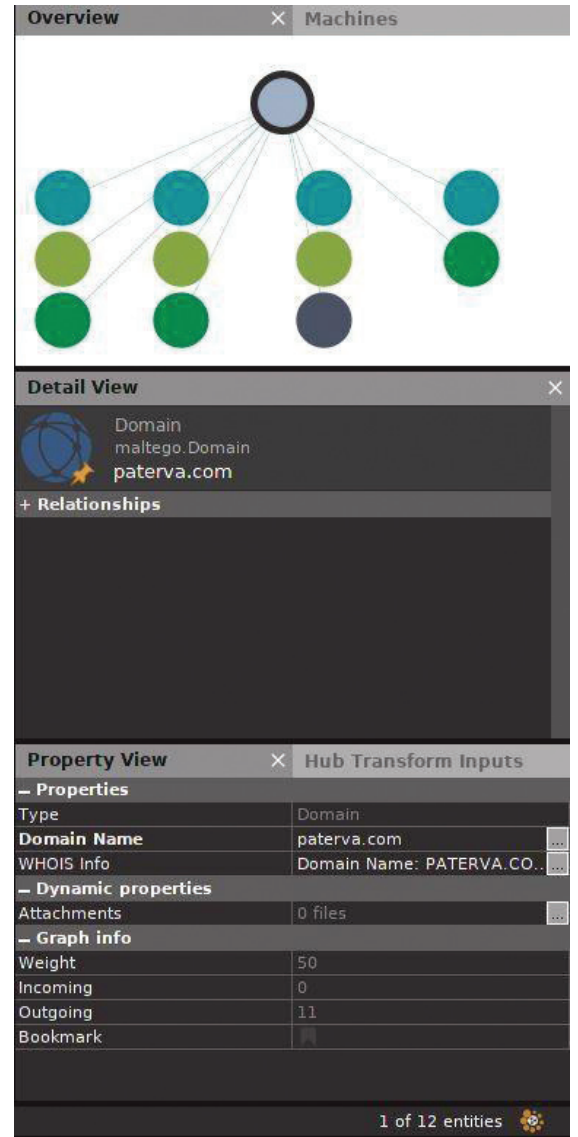 Overview × Machines
Detail View ×
Domain
maltego.Domain
paterva.com
+ Relationships
Property View × Hub Transform Inputs
– Properties
Type Domain
Domain Name paterva.com ...
WHOIS Info Domain Name: PATERVA.CO.. ...
– Dynamic properties
Attachments 0 files ...
– Graph info
Weight 50
Incoming 0
Outgoing 11
Bookmark
1 of 12 entities